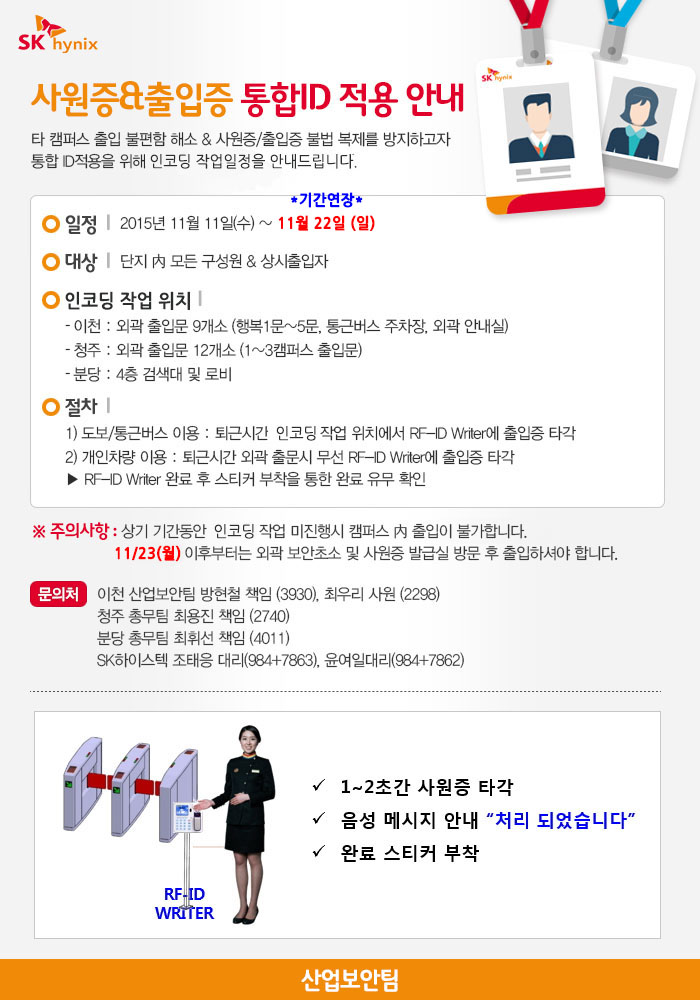 SK hynix
SK hynix
사원증&출입증 통합ID 적용 안내
타 캠퍼스 출입 불편함 해소 & 사원증/출입증 불법 복제를 방지하고자
통합 ID적용을 위해 인코딩 작업일정을 안내드립니다.
*기간연장*
일정 | 2015년 11월 11일(수) ~ 11월 22일 (일)
대상 | 단지 內 모든 구성원 & 상시출입자
인코딩 작업 위치 |
- 이천 : 외곽 출입문 9개소 (행복1문~5문, 통근버스 주차장, 외곽 안내실)
- 청주 : 외곽 출입문 12개소 (1~3캠퍼스 출입문)
- 분당 : 4층 검색대 및 로비
절차 |
1) 도보/통근버스 이용 : 퇴근시간 인코딩 작업 위치에서 RF-ID Writer에 출입증 타각
2) 개인차량 이용 : 퇴근시간 외곽 출문시 무선 RF-ID Writer에 출입증 타각
▶ RF-ID Writer 완료 후 스티커 부착을 통한 완료 유무 확인
※ 주의사항 : 상기 기간동안 인코딩 작업 미진행시 캠퍼스 內 출입이 불가합니다.
11/23(월) 이후부터는 외곽 보안초소 및 사원증 발급실 방문 후 출입하셔야 합니다.
문의처 이천 산업보안팀 방현철 책임 (3930), 최우리 사원 (2298)
청주 총무팀 최용진 책임 (2740)
분당 총무팀 최휘선 책임 (4011)
SK하이스텍 조태응 대리(984+7863), 윤여일대리(984+7862)
✓ 1~2초간 사원증 타각
✓ 음성 메시지 안내 “처리 되었습니다”
✓ 완료 스티커 부착
RF-ID
WRITER
산업보안팀